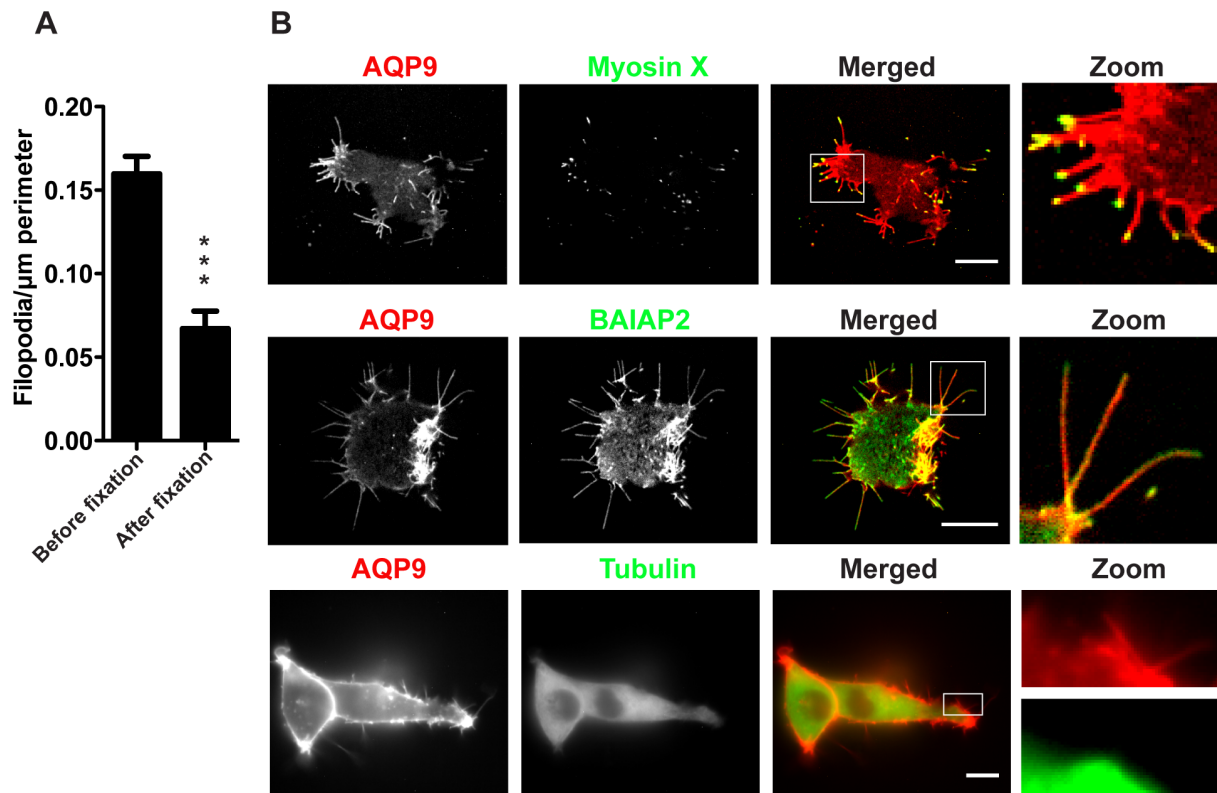 A
B
AQP9 Myosin X Merged Zoom
0.20
0.15
0.10
0.05
0.00
Filopodia/µm perimeter
***
Before fixation
After fixation
AQP9 BAIAP2 Merged Zoom
AQP9 Tubulin Merged Zoom